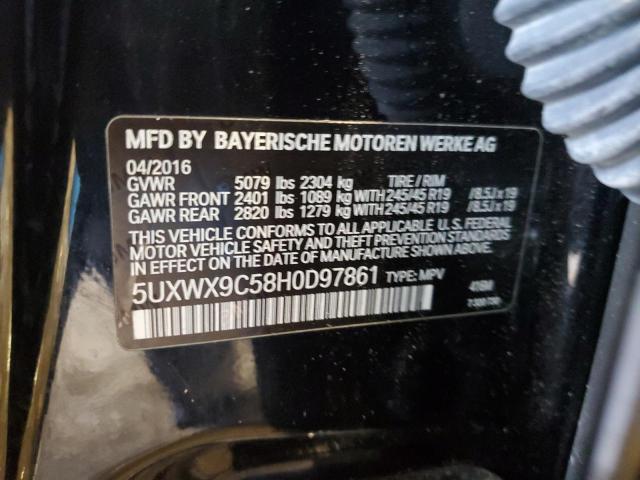 MFD BY BAYERISCHE MOTOREN WERKE AG
04/2016
GVWR 5079 lbs 2304 kg TIRE / RIM
GAWR FRONT 2401 lbs 1089 kg WITH 245/45 R19 /8.5J x 19
GAWR REAR 2820 lbs 1279 kg WITH 245/45 R19 /8.5J x 19
THIS VEHICLE CONFORMS TO ALL APPLICABLE U.S. FEDERAL
MOTOR VEHICLE SAFETY, BUMPER, AND THEFT PREVENTION
STANDARDS IN EFFECT ON THE DATE OF MANUFACTURE SHOWN ABOVE.
5UXWX9C58H0D97861 TYPE: MPV
416M